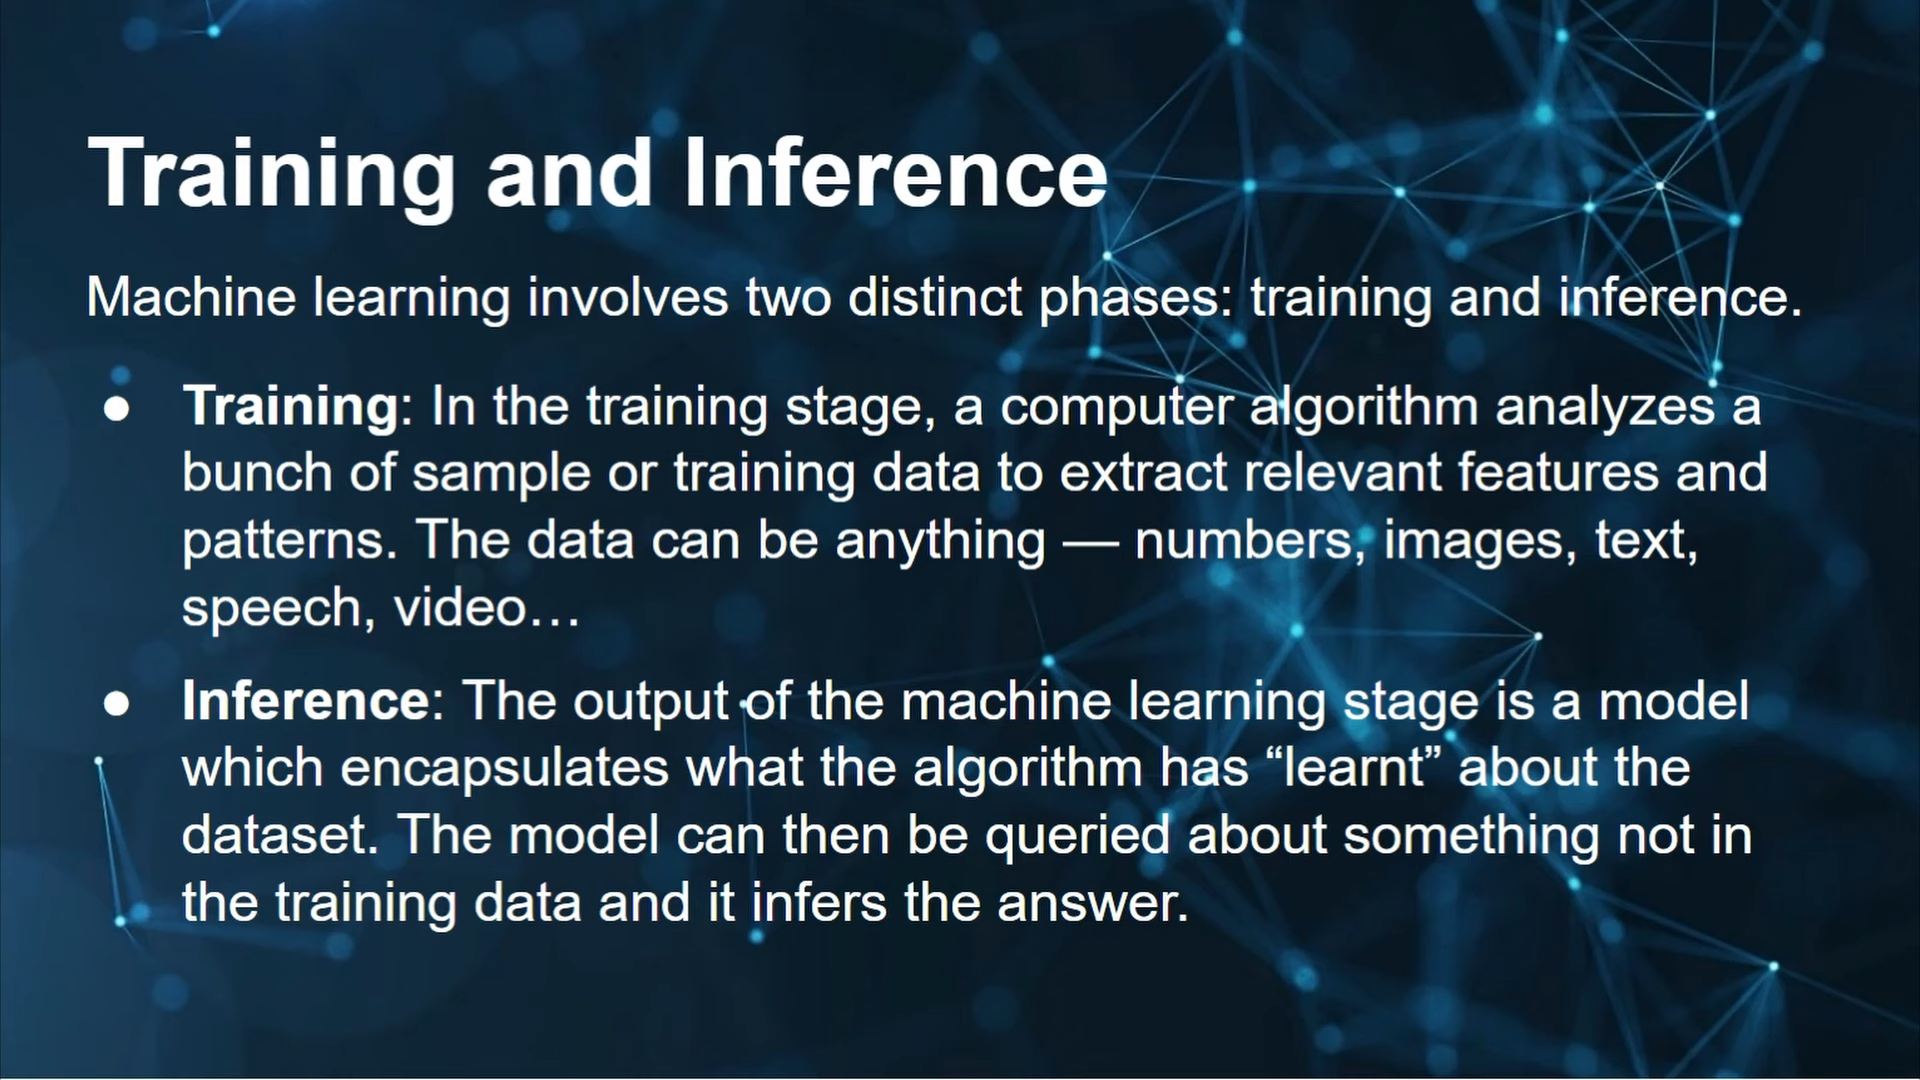 Training and Inference
Machine learning involves two distinct phases: training and inference.
● Training: In the training stage, a computer algorithm analyzes a
bunch of sample or training data to extract relevant features and
patterns. The data can be anything — numbers, images, text,
speech, video…
● Inference: The output of the machine learning stage is a model
which encapsulates what the algorithm has “learnt” about the
dataset. The model can then be queried about something not in
the training data and it infers the answer.